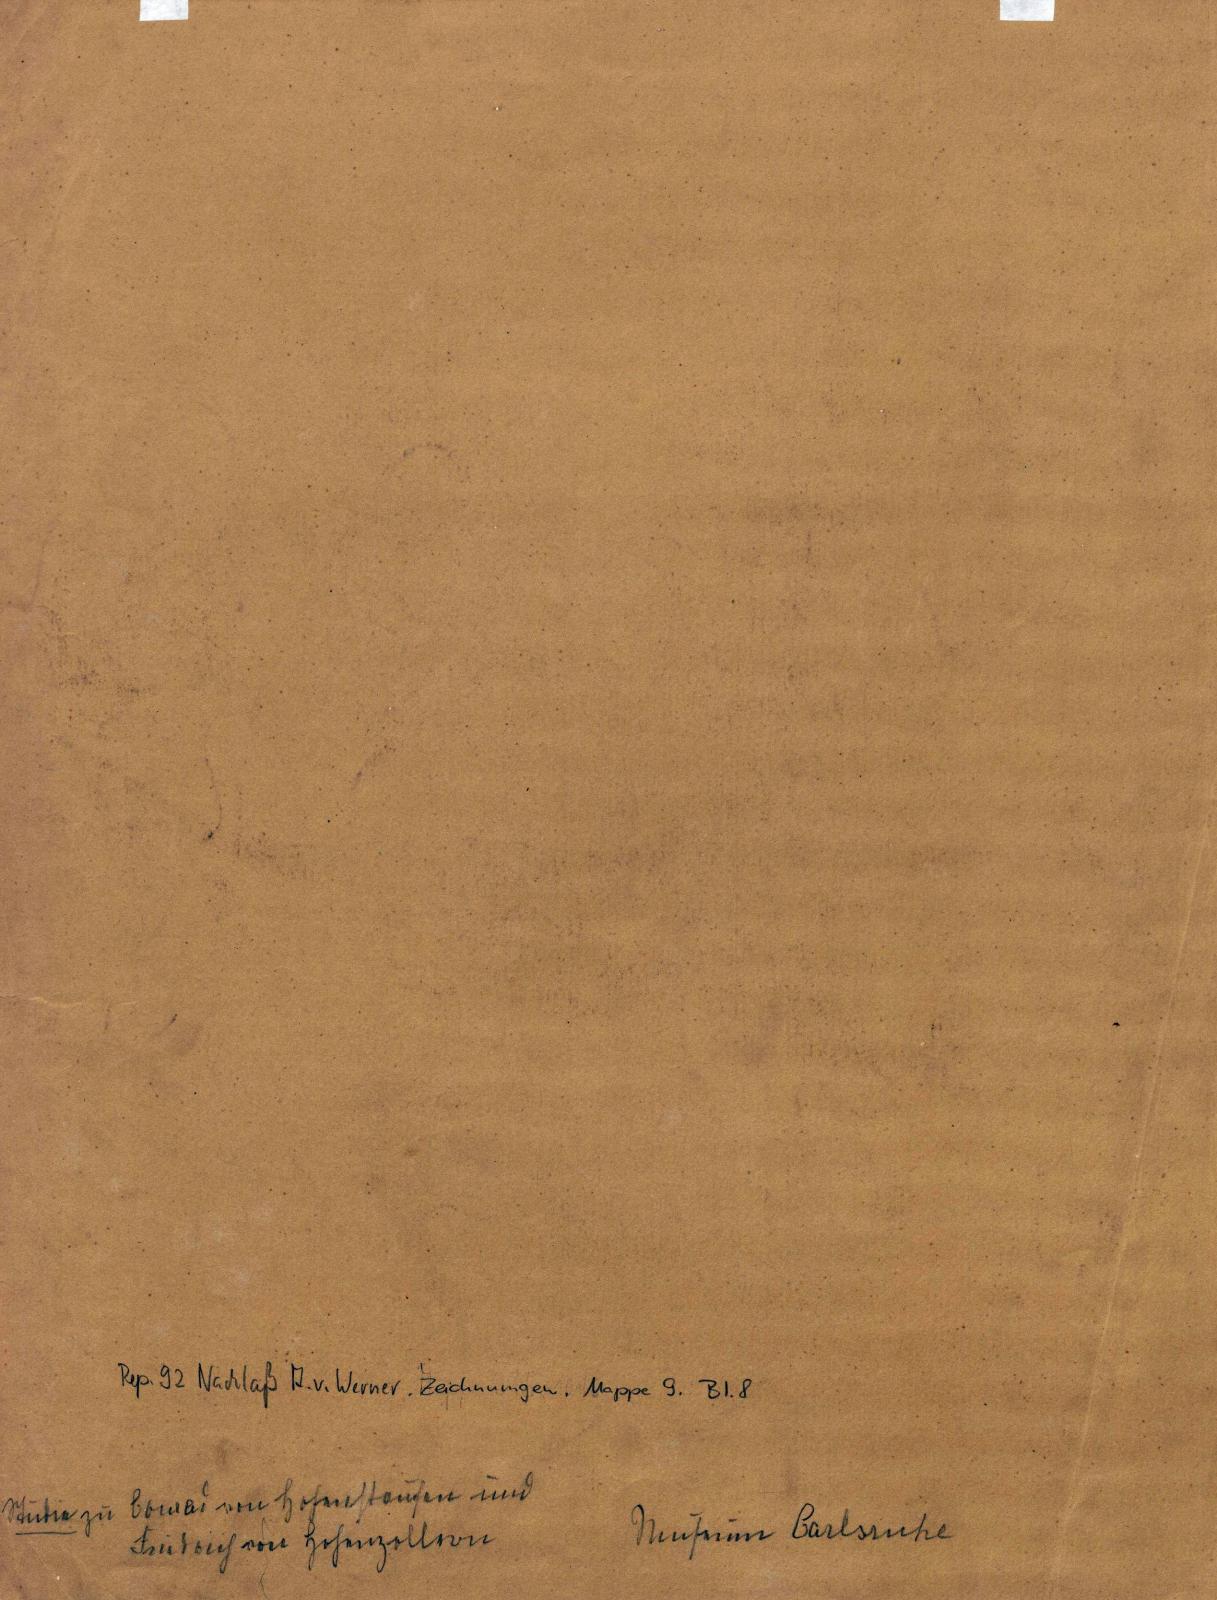 Rep. 92 Nachlaß A. v. Werner. Zeichnungen. Mappe 9. Bl. 8
Studie zu Conrad von Hohenstaufen und
Friedrich von Hohenzollern
Museum Carlsruhe